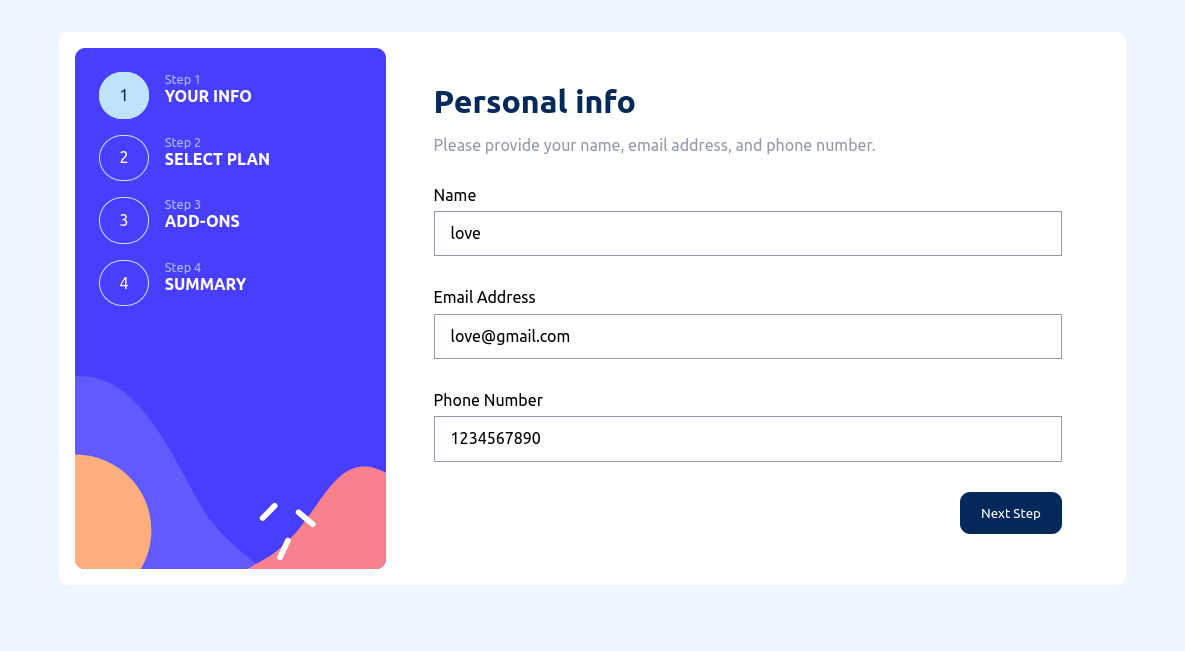 1
Step 1
YOUR INFO
2
Step 2
SELECT PLAN
3
Step 3
ADD-ONS
4
Step 4
SUMMARY
Personal info
Please provide your name, email address, and phone number.
Name
love
Email Address
love@gmail.com
Phone Number
1234567890
Next Step